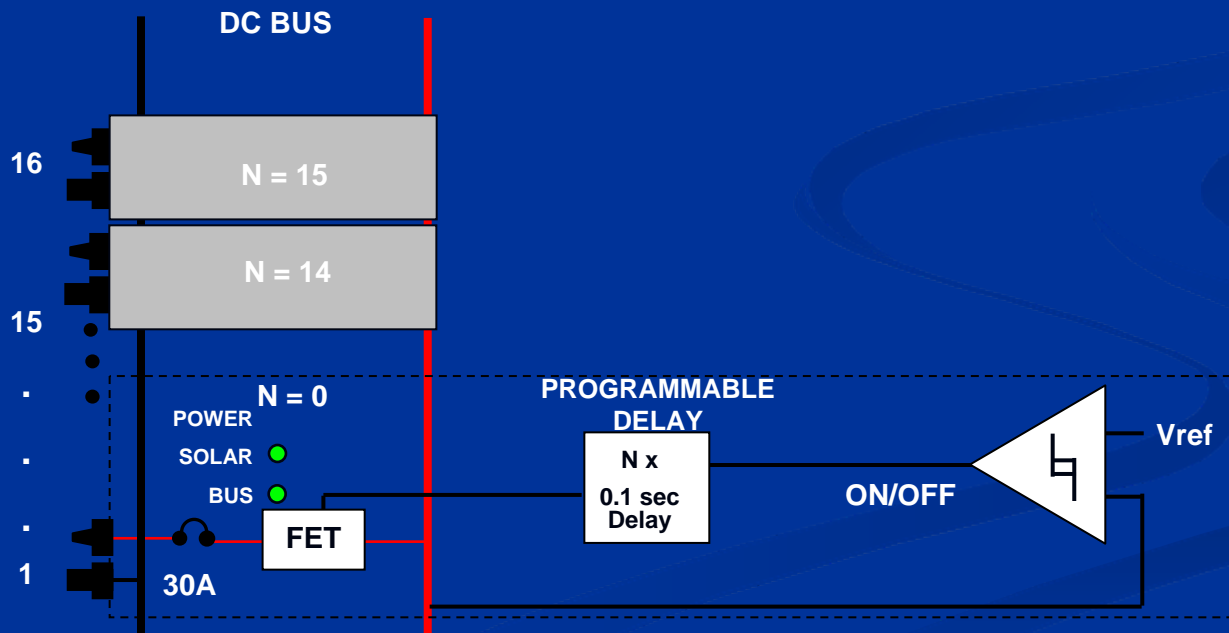 DC BUS
16
N = 15
N = 14
15
.
N = 0
PROGRAMMABLE
DELAY
POWER
SOLAR
BUS
.
.
N x
0.1 sec
Delay
ON/OFF
Vref
FET
1
30A